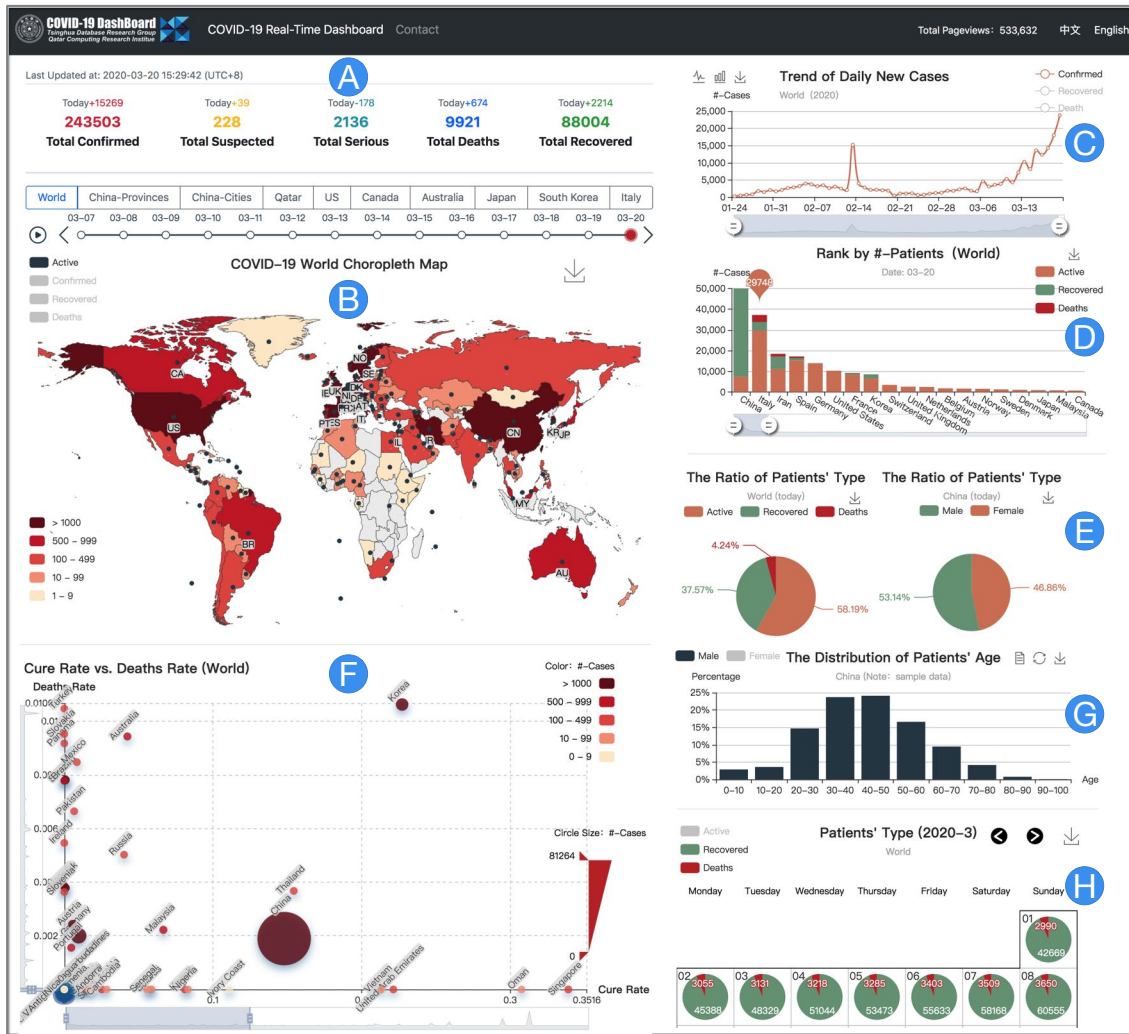 COVID-19 DashBoard
Tsinghua Database Research Group
Qatar Computing Research Institue
COVID-19 Real-Time Dashboard
Contact
Total Pageviews: 533,632
中文
English
Last Updated at: 2020-03-20 15:29:42 (UTC+8)
A
Today+15269
Today+39
Today-178
Today+674
Today+2214
243503
228
2136
9921
88004
Total Confirmed
Total Suspected
Total Serious
Total Deaths
Total Recovered
World
China-Provinces
China-Cities
Qatar
US
Canada
Australia
Japan
South Korea
Italy
03-07 03-08 03-09 03-10 03-11 03-12 03-13 03-14 03-15 03-16 03-17 03-18 03-19 03-20
Active
Confirmed
Recovered
Deaths
COVID-19 World Choropleth Map
B
CA
US
BR
NO
SE
IE
UK
DK
NL
AT
IT
PT
ES
IL
IR
CN
KR
JP
MY
AU
> 1000
500 - 999
100 - 499
10 - 99
1 - 9
Trend of Daily New Cases
World (2020)
Confirmed
Recovered
Death
#-Cases
25,000
20,000
15,000
10,000
5,000
0
01-24 01-31 02-07 02-14 02-21 02-28 03-06 03-13
C
Rank by #-Patients (World)
Date: 03-20
Active
Recovered
Deaths
#-Cases
50,000
40,000
30,000
20,000
10,000
0
29748
China
Italy
Iran
Spain
Germany
United States
France
Korea
Switzerland
United Kingdom
Netherlands
Belgium
Austria
Norway
Sweden
Denmark
Japan
Malaysia
Canada
D
The Ratio of Patients' Type
World (today)
Active
Recovered
Deaths
4.24%
37.57%
58.19%
The Ratio of Patients' Type
China (today)
Male
Female
53.14%
46.86%
E
Cure Rate vs. Deaths Rate (World)
F
Deaths Rate
Color: #-Cases
> 1000
500 - 999
100 - 499
10 - 99
0 - 9
0.01
0.006
0.002
Turkey
Slovakia
Panama
Mexico
Australia
Korea
Pakistan
Ireland
Russia
Thailand
China
Austria
Portugal
Malaysia
Andorra
Cambodia
Senegal
Nigeria
Ivory Coast
Vietnam
United Arab Emirates
Oman
Singapore
0.1
0.3
0.3516
Cure Rate
Circle Size: #-Cases
81264
0
Male
Female
The Distribution of Patients' Age
Percentage
China (Note: sample data)
25%
20%
15%
10%
5%
0%
0-10 10-20 20-30 30-40 40-50 50-60 60-70 70-80 80-90 90-100
Age
G
Active
Recovered
Deaths
Patients' Type (2020-3)
World
H
Monday Tuesday Wednesday Thursday Friday Saturday Sunday
01
2990
42669
02 03 04 05 06 07 08
3055 3131 3218 3285 3403 3509 3650
45388 48329 51044 53473 55633 58168 60555